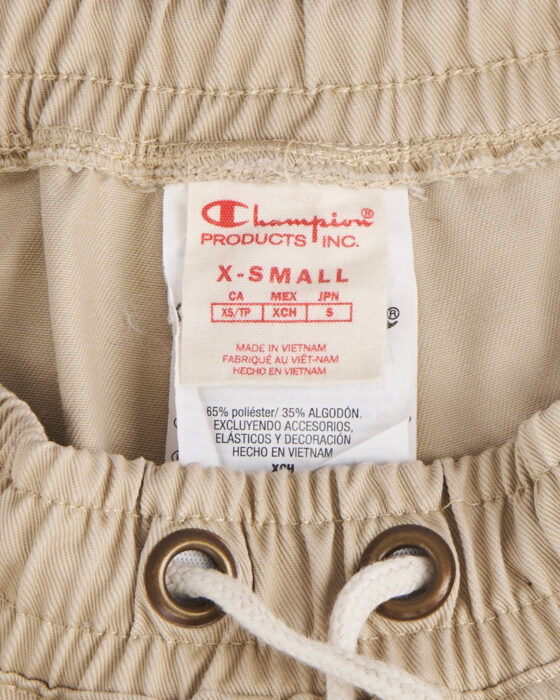 Champion®
PRODUCTS INC.
X-SMALL
CA MEX JPN
XS/TP XCH S
MADE IN VIETNAM
FABRIQUÉ AU VIÊT-NAM
HECHO EN VIETNAM
®
65% poliéster/ 35% ALGODÓN.
EXCLUYENDO ACCESORIOS,
ELÁSTICOS Y DECORACIÓN
HECHO EN VIETNAM
XCH